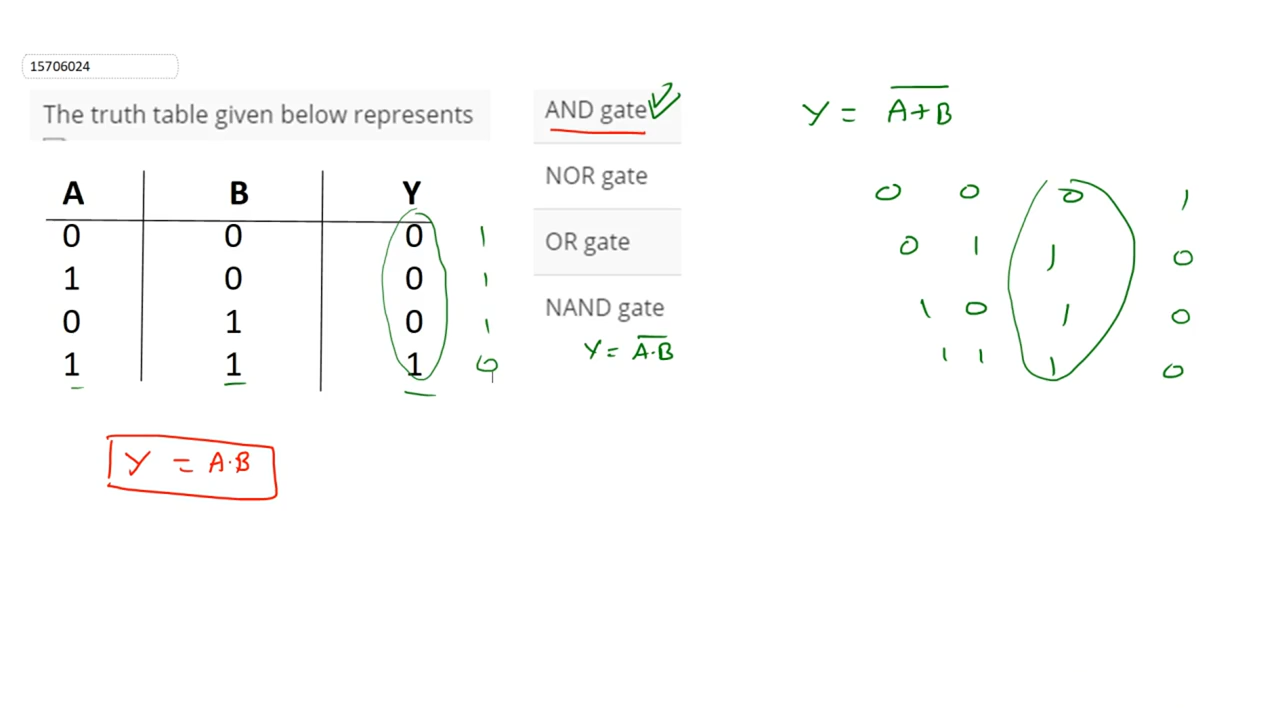 15706024
The truth table given below represents
A B Y
0 0 0 1
1 0 0 1
0 1 0 1
1 1 1 0
Y = A·B
AND gate
NOR gate
OR gate
NAND gate
Y = A̅·̅B̅
Y = A̅+̅B̅
0 0 0 1
0 1 1 0
1 0 1 0
1 1 1 0